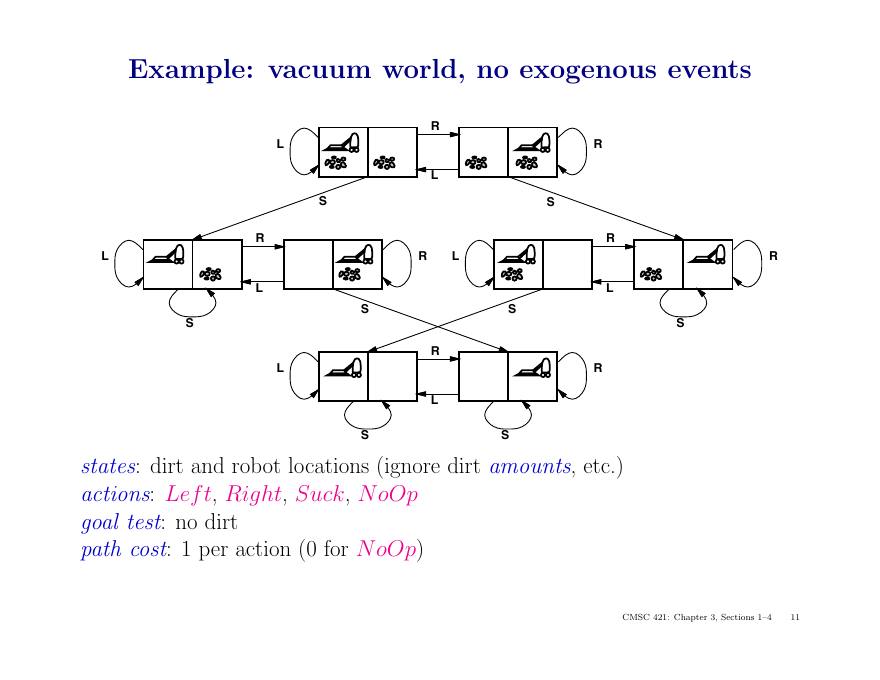 Example: vacuum world, no exogenous events
R
L
R
L
S
S
R
R
L
R
L
R
L
L
S
S
S
S
R
L
R
L
S
S
states: dirt and robot locations (ignore dirt amounts, etc.)
actions: Left, Right, Suck, NoOp
goal test: no dirt
path cost: 1 per action (0 for NoOp)
CMSC 421: Chapter 3, Sections 1–4 11